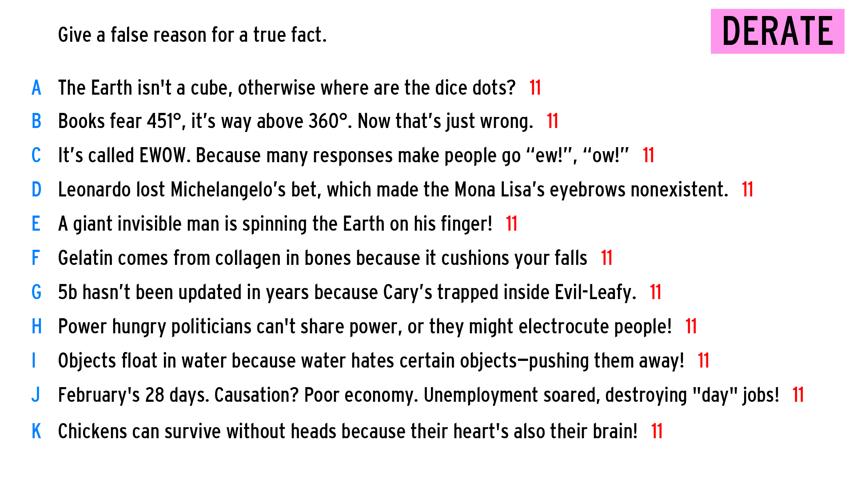 Give a false reason for a true fact.
DERATE
A The Earth isn't a cube, otherwise where are the dice dots? 11
B Books fear 451°, it’s way above 360°. Now that’s just wrong. 11
C It’s called EWOW. Because many responses make people go “ew!”, “ow!” 11
D Leonardo lost Michelangelo’s bet, which made the Mona Lisa’s eyebrows nonexistent. 11
E A giant invisible man is spinning the Earth on his finger! 11
F Gelatin comes from collagen in bones because it cushions your falls 11
G 5b hasn’t been updated in years because Cary’s trapped inside Evil-Leafy. 11
H Power hungry politicians can't share power, or they might electrocute people! 11
I Objects float in water because water hates certain objects—pushing them away! 11
J February's 28 days. Causation? Poor economy. Unemployment soared, destroying "day" jobs! 11
K Chickens can survive without heads because their heart's also their brain! 11